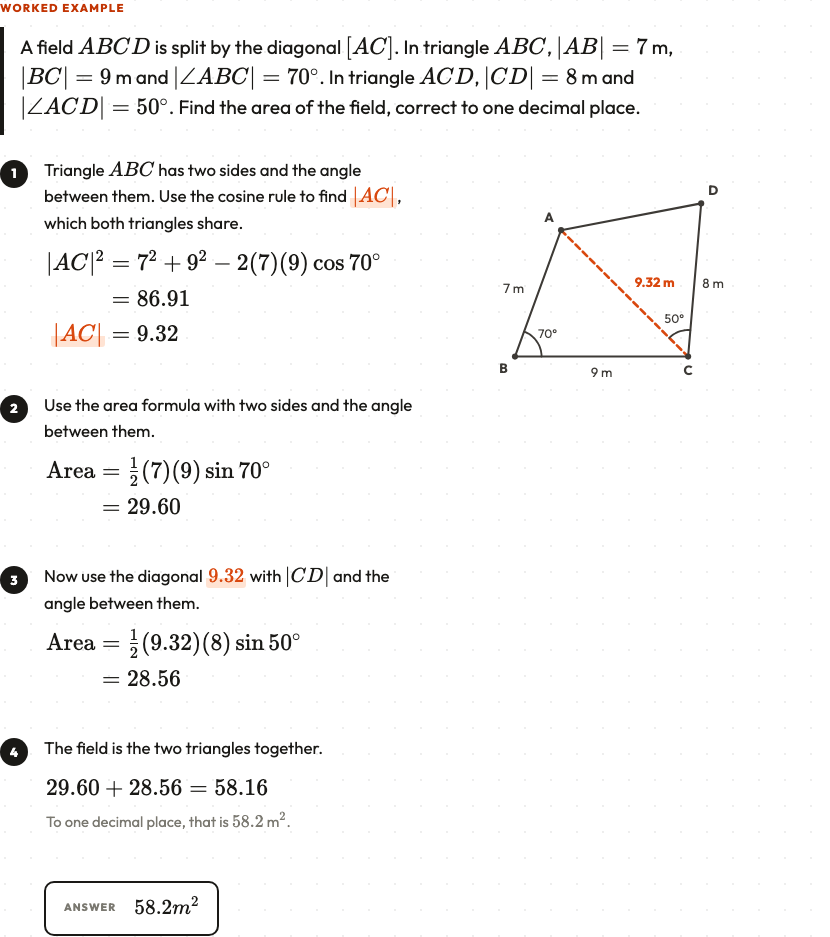 WORKED EXAMPLE
A field ABCD is split by the diagonal [AC]. In triangle ABC, |AB| = 7 m,
|BC| = 9 m and |∠ABC| = 70°. In triangle ACD, |CD| = 8 m and
|∠ACD| = 50°. Find the area of the field, correct to one decimal place.
1
Triangle ABC has two sides and the angle
between them. Use the cosine rule to find |AC|,
which both triangles share.
|AC|² = 7² + 9² − 2(7)(9) cos 70°
= 86.91
|AC| = 9.32
A
D
7 m
9.32 m
8 m
50°
70°
B
9 m
C
2
Use the area formula with two sides and the angle
between them.
Area = ½(7)(9) sin 70°
= 29.60
3
Now use the diagonal 9.32 with |CD| and the
angle between them.
Area = ½(9.32)(8) sin 50°
= 28.56
4
The field is the two triangles together.
29.60 + 28.56 = 58.16
To one decimal place, that is 58.2 m².
ANSWER 58.2m²